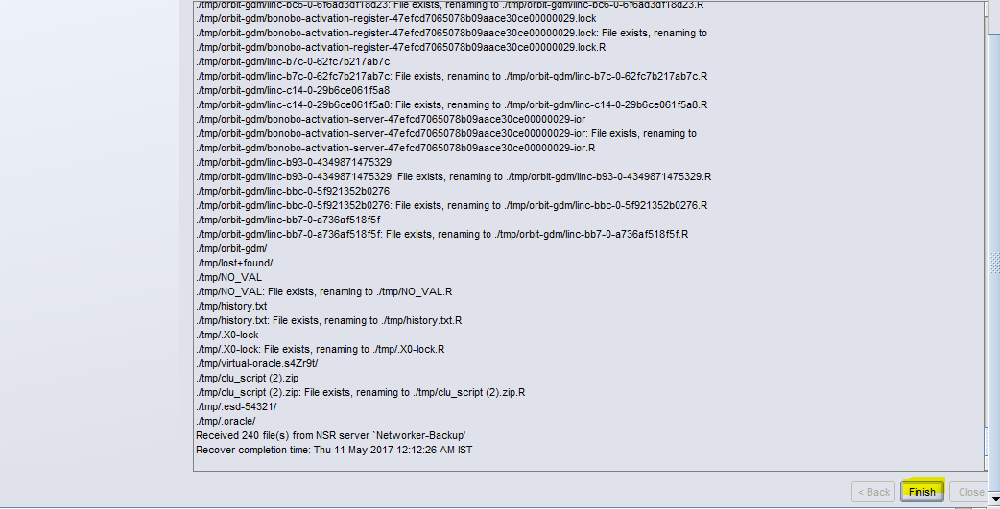 ./tmp/orbit-gdm/linc-bc6-0-6f6ad3df18d23: File exists, renaming to ./tmp/orbit-gdm/linc-bc6-0-6f6ad3df18d23.R
./tmp/orbit-gdm/bonobo-activation-register-47efcd7065078b09aace30ce00000029.lock
./tmp/orbit-gdm/bonobo-activation-register-47efcd7065078b09aace30ce00000029.lock: File exists, renaming to
./tmp/orbit-gdm/bonobo-activation-register-47efcd7065078b09aace30ce00000029.lock.R
./tmp/orbit-gdm/linc-b7c-0-62fc7b217ab7c
./tmp/orbit-gdm/linc-b7c-0-62fc7b217ab7c: File exists, renaming to ./tmp/orbit-gdm/linc-b7c-0-62fc7b217ab7c.R
./tmp/orbit-gdm/linc-c14-0-29b6ce061f5a8
./tmp/orbit-gdm/linc-c14-0-29b6ce061f5a8: File exists, renaming to ./tmp/orbit-gdm/linc-c14-0-29b6ce061f5a8.R
./tmp/orbit-gdm/bonobo-activation-server-47efcd7065078b09aace30ce00000029-ior
./tmp/orbit-gdm/bonobo-activation-server-47efcd7065078b09aace30ce00000029-ior: File exists, renaming to
./tmp/orbit-gdm/bonobo-activation-server-47efcd7065078b09aace30ce00000029-ior.R
./tmp/orbit-gdm/linc-b93-0-4349871475329
./tmp/orbit-gdm/linc-b93-0-4349871475329: File exists, renaming to ./tmp/orbit-gdm/linc-b93-0-4349871475329.R
./tmp/orbit-gdm/linc-bbc-0-5f921352b0276
./tmp/orbit-gdm/linc-bbc-0-5f921352b0276: File exists, renaming to ./tmp/orbit-gdm/linc-bbc-0-5f921352b0276.R
./tmp/orbit-gdm/linc-bb7-0-a736af518f5f
./tmp/orbit-gdm/linc-bb7-0-a736af518f5f: File exists, renaming to ./tmp/orbit-gdm/linc-bb7-0-a736af518f5f.R
./tmp/orbit-gdm/
./tmp/lost+found/
./tmp/NO_VAL
./tmp/NO_VAL: File exists, renaming to ./tmp/NO_VAL.R
./tmp/history.txt
./tmp/history.txt: File exists, renaming to ./tmp/history.txt.R
./tmp/.X0-lock
./tmp/.X0-lock: File exists, renaming to ./tmp/.X0-lock.R
./tmp/virtual-oracle.s4Zr9t/
./tmp/clu_script (2).zip
./tmp/clu_script (2).zip: File exists, renaming to ./tmp/clu_script (2).zip.R
./tmp/.esd-54321/
./tmp/.oracle/
Received 240 file(s) from NSR server `Networker-Backup'
Recover completion time: Thu 11 May 2017 12:12:26 AM IST
< Back Finish Close